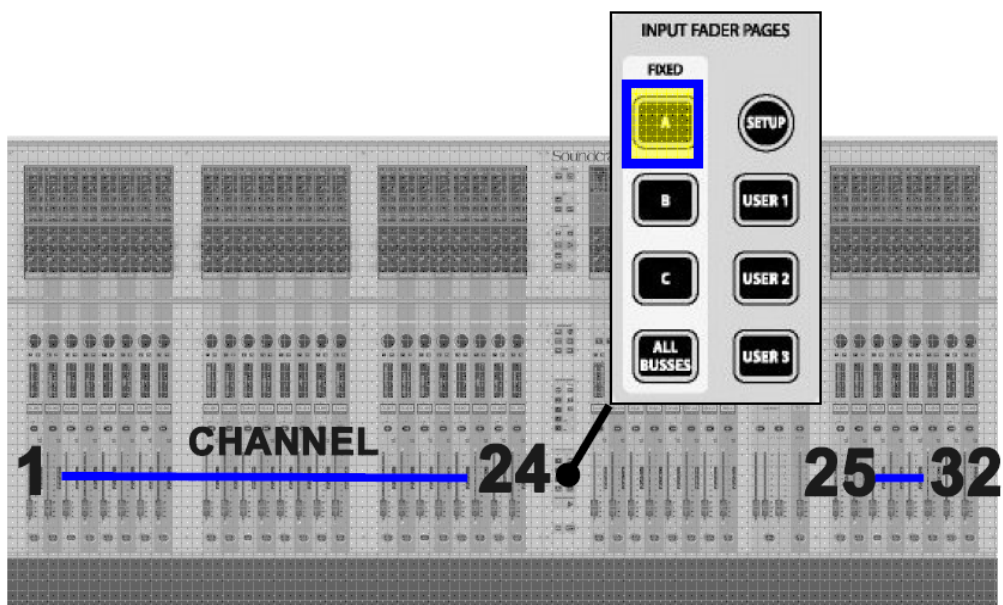 INPUT FADER PAGES
FIXED
A
SETUP
B
USER 1
C
USER 2
ALL
BUSSES
USER 3
CHANNEL
1
24
25
32